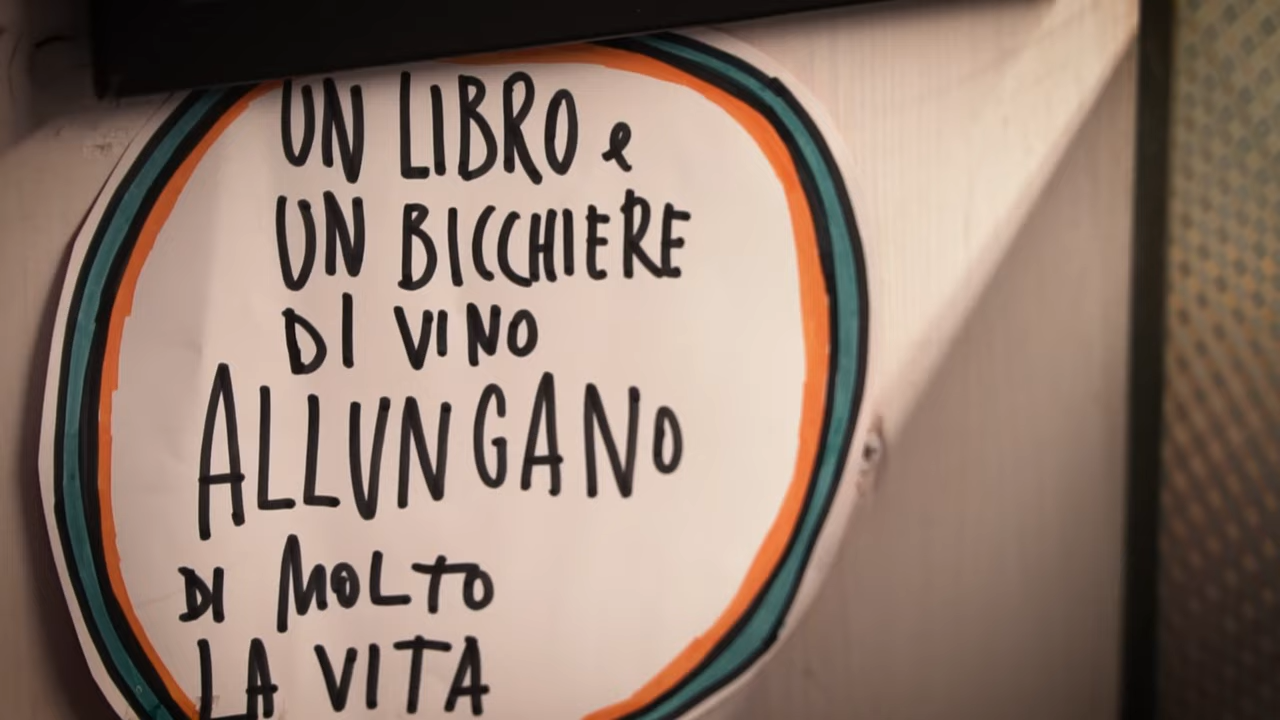 UN LIBRO e
UN BICCHIERE
DI VINO
ALLUNGANO
DI MOLTO
LA VITA